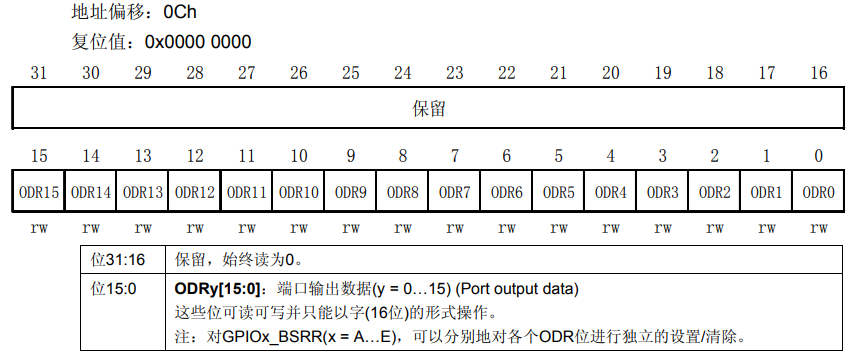 地址偏移：0Ch
复位值：0x0000 0000
31 30 29 28 27 26 25 24 23 22 21 20 19 18 17 16
保留
15 14 13 12 11 10 9 8 7 6 5 4 3 2 1 0
ODR15 ODR14 ODR13 ODR12 ODR11 ODR10 ODR9 ODR8 ODR7 ODR6 ODR5 ODR4 ODR3 ODR2 ODR1 ODR0
rw rw rw rw rw rw rw rw rw rw rw rw rw rw rw rw
位31:16 保留，始终读为0。
位15:0 ODRy[15:0]：端口输出数据(y = 0…15) (Port output data)
这些位可读可写并只能以字(16位)的形式操作。
注：对GPIOx_BSRR(x = A…E)，可以分别地对各个ODR位进行独立的设置/清除。